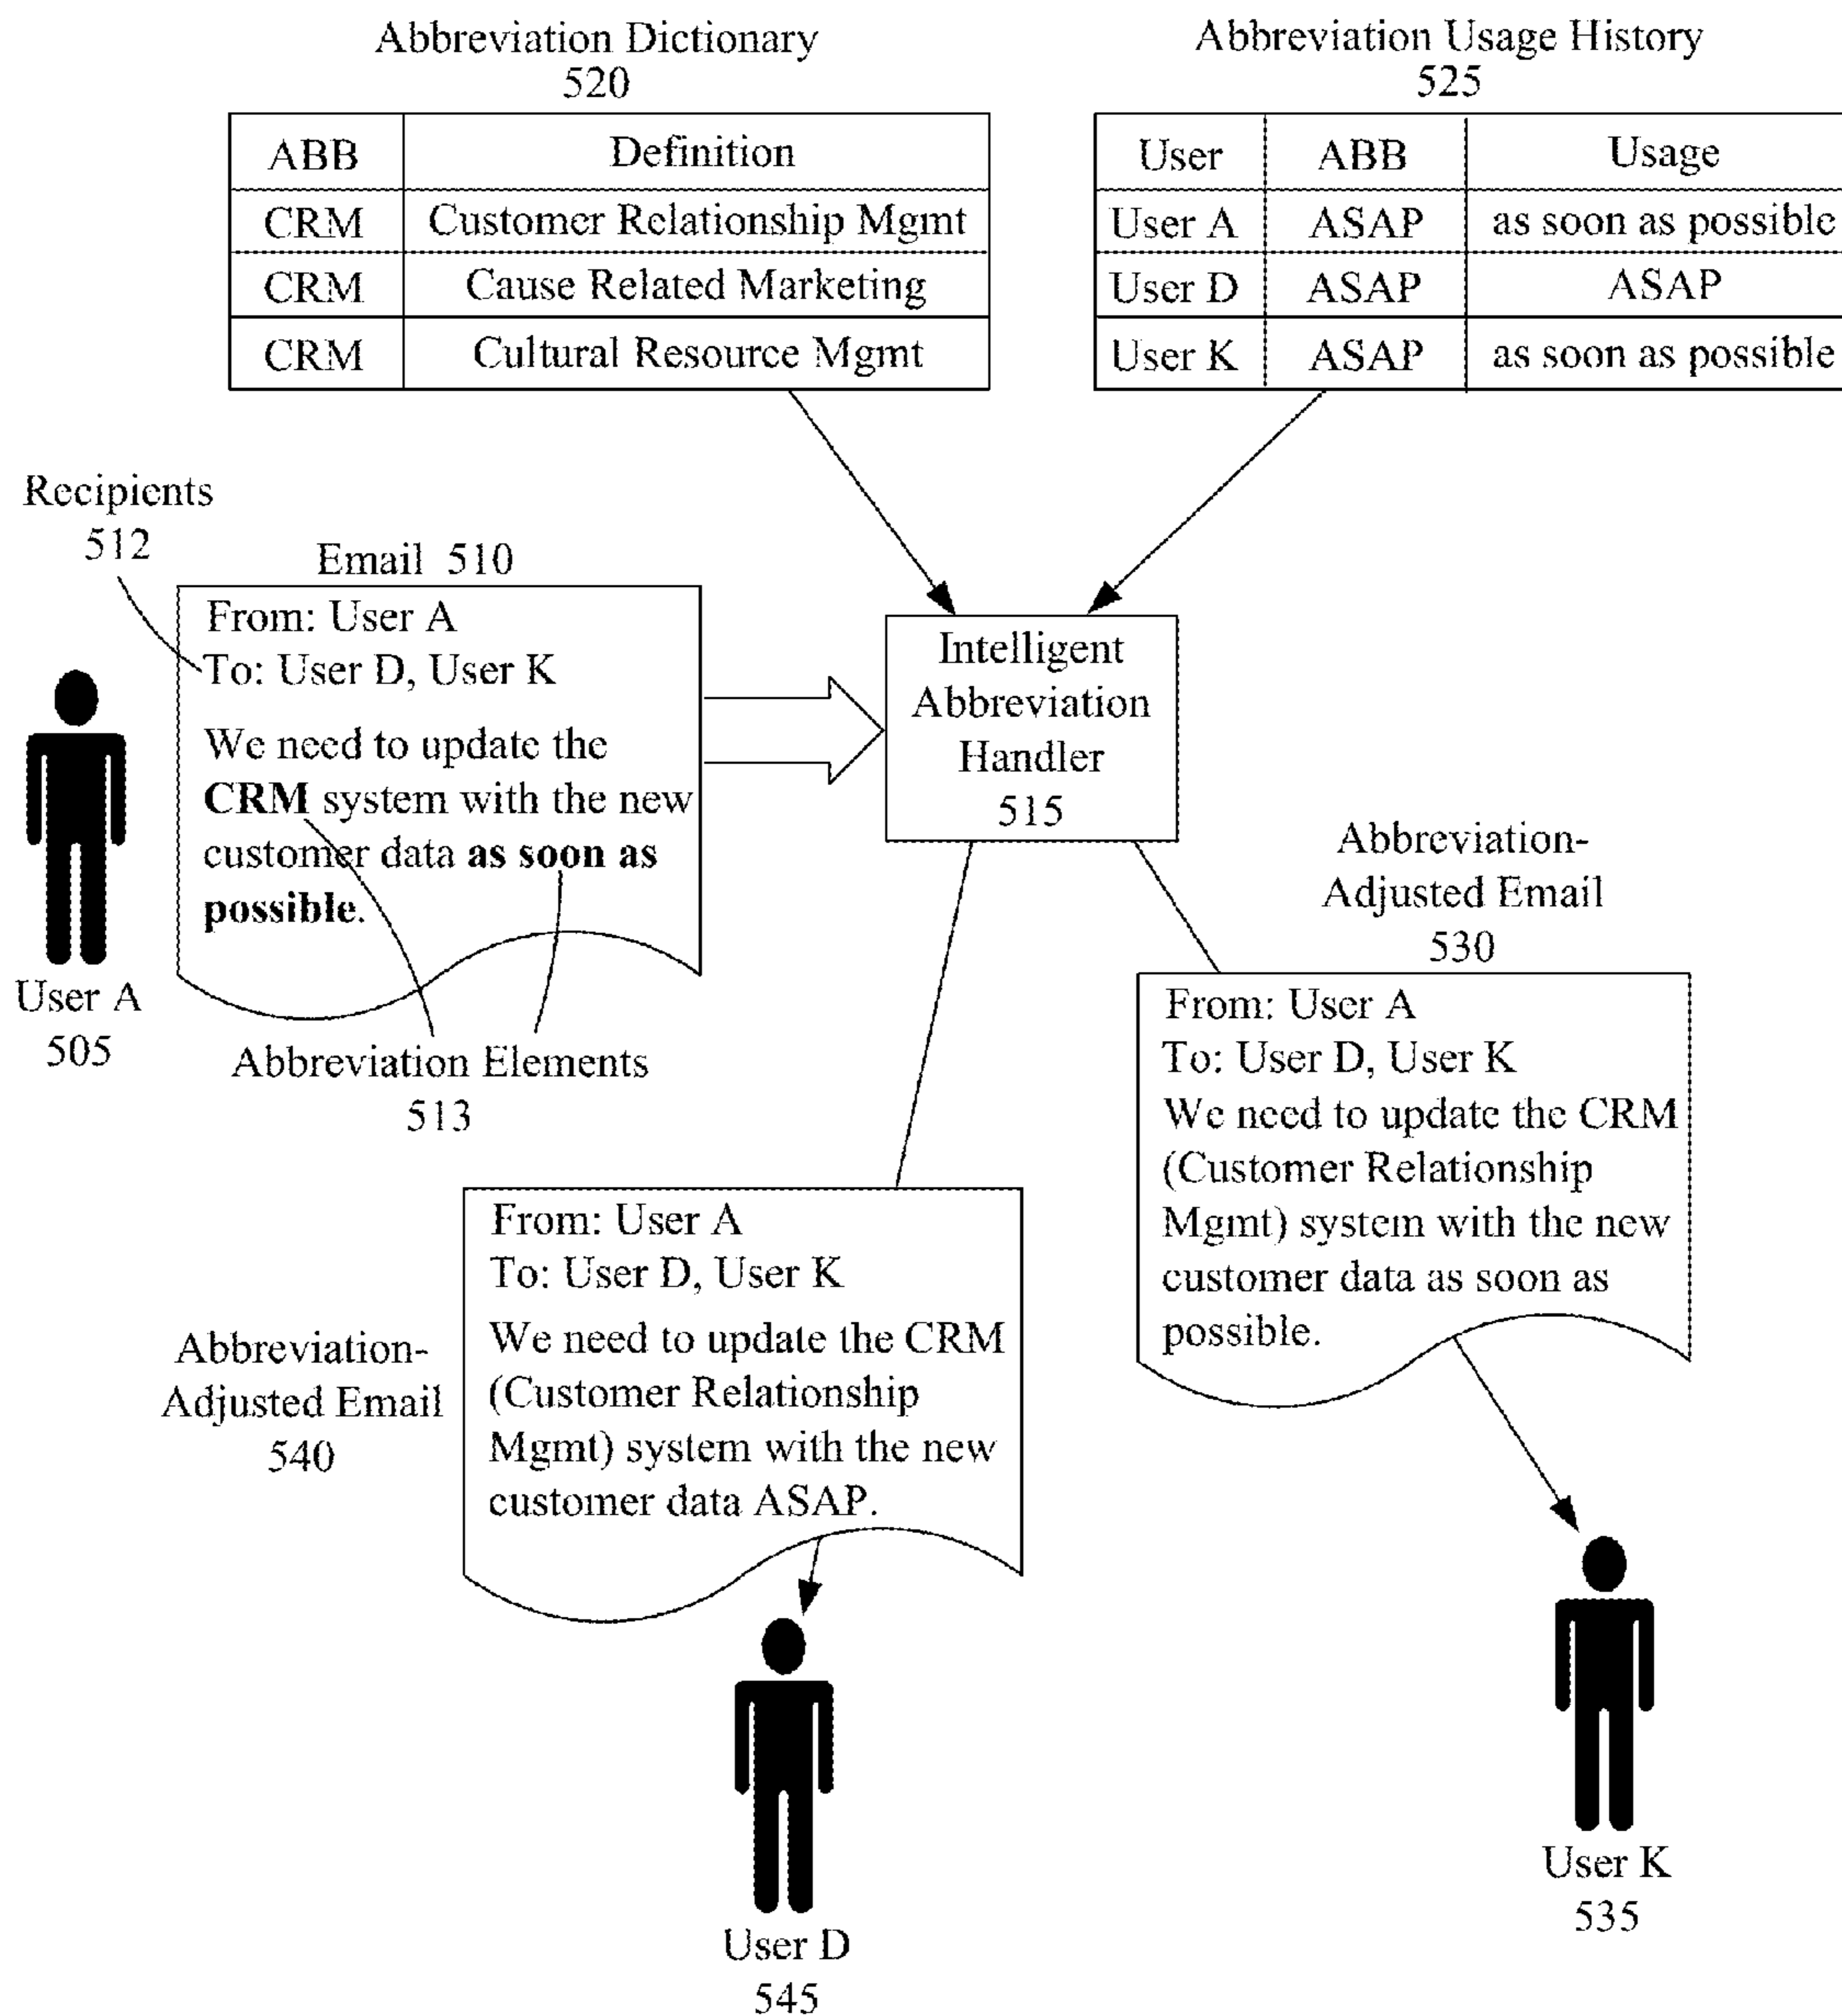 Abbreviation Dictionary
520
ABB Definition
CRM Customer Relationship Mgmt
CRM Cause Related Marketing
CRM Cultural Resource Mgmt
Abbreviation Usage History
525
User ABB Usage
User A ASAP as soon as possible
User D ASAP ASAP
User K ASAP as soon as possible
Recipients
512
Email 510
From: User A
To: User D, User K
We need to update the
CRM system with the new
customer data as soon as
possible.
User A
505
Abbreviation Elements
513
Intelligent
Abbreviation
Handler
515
Abbreviation-
Adjusted Email
530
From: User A
To: User D, User K
We need to update the CRM
(Customer Relationship
Mgmt) system with the new
customer data as soon as
possible.
Abbreviation-
Adjusted Email
540
From: User A
To: User D, User K
We need to update the CRM
(Customer Relationship
Mgmt) system with the new
customer data ASAP.
User D
545
User K
535